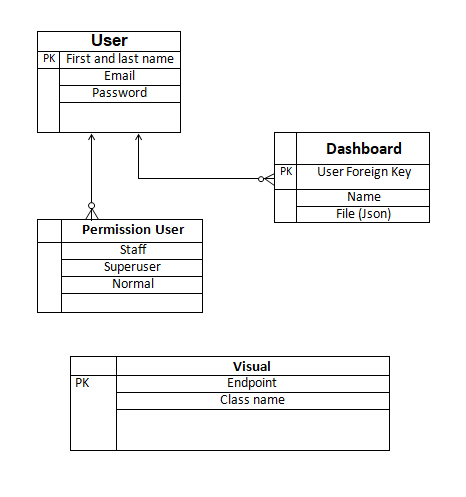 User
PK First and last name
Email
Password
Dashboard
PK User Foreign Key
Name
File (Json)
Permission User
Staff
Superuser
Normal
Visual
PK Endpoint
Class name